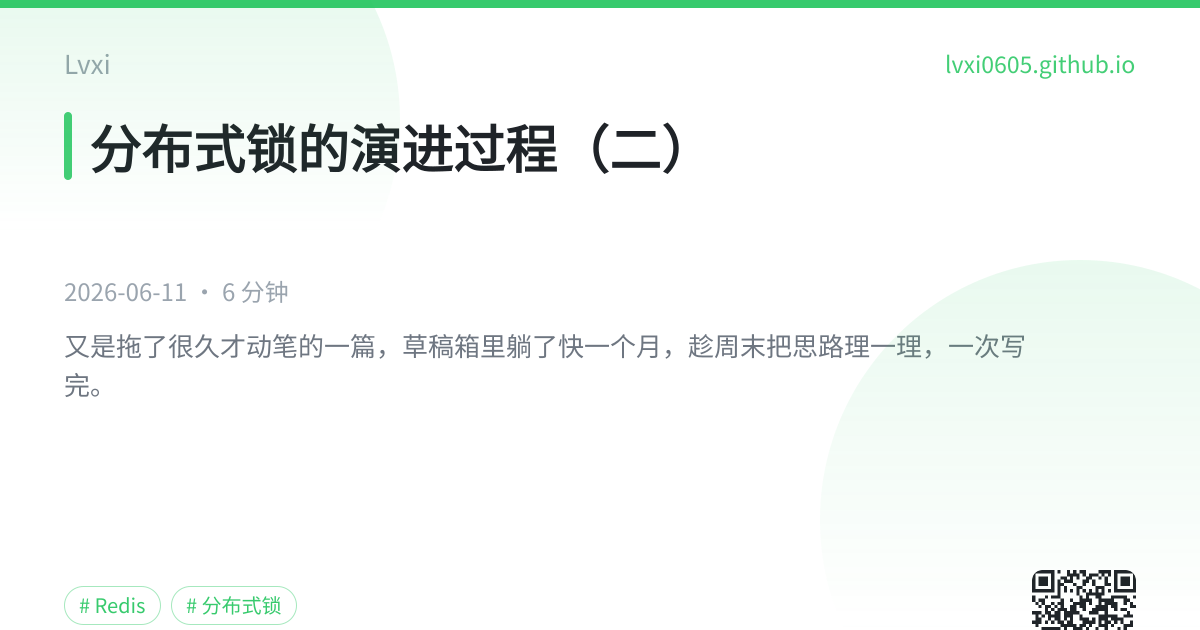 Lvxi
lvxi0605.github.io
分布式锁的演进过程（二）
2026-06-11 · 6 分钟
又是拖了很久才动笔的一篇，草稿箱里躺了快一个月，趁周末把思路理一理，一次写
完。
# Redis
# 分布式锁